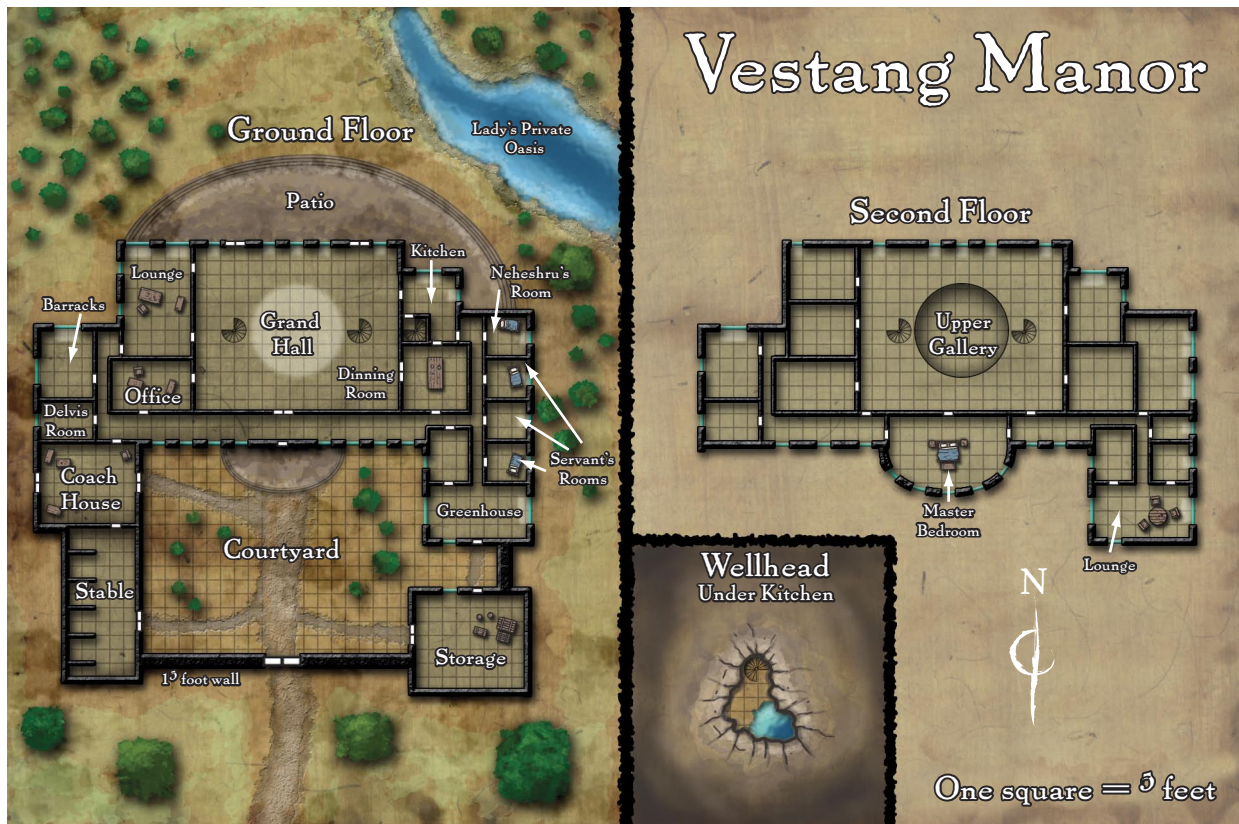 Vestang Manor
Ground Floor
Lady's Private
Oasis
Patio
Kitchen
Neheshru's
Room
Lounge
Barracks
Grand
Hall
Dinning
Room
Office
Delvis
Room
Coach
House
Servant's
Rooms
Greenhouse
Courtyard
Stable
Storage
15 foot wall
Second Floor
Upper
Gallery
Master
Bedroom
Lounge
Wellhead
Under Kitchen
N
One square = 5 feet